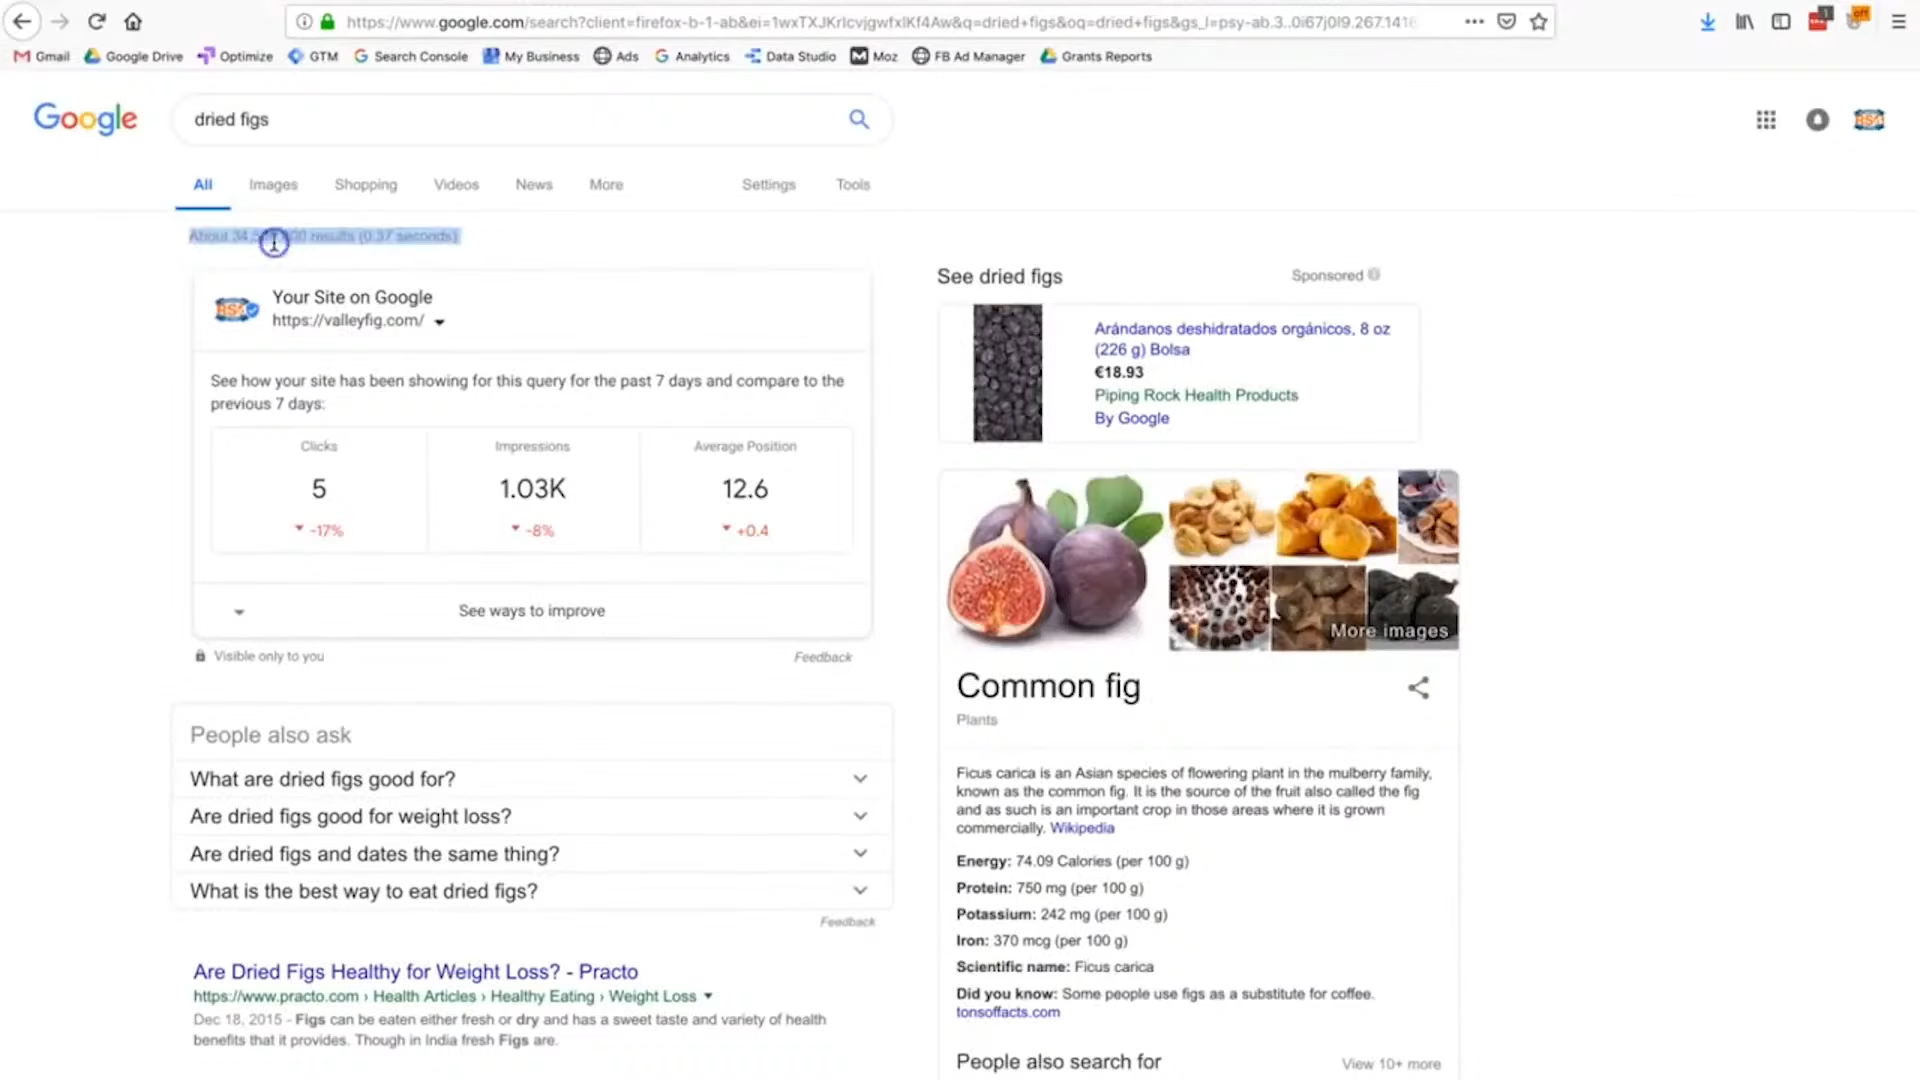 https://www.google.com/search?client=firefox-b-1-ab&ei=1wxTXJKrIcvjgwfxIKf4Aw&q=dried+figs&oq=dried+figs&gs_l=psy-ab.3..0i67j0l9.267.1416
Gmail Google Drive Optimize GTM Search Console My Business Ads Analytics Data Studio Moz FB Ad Manager Grants Reports
Google
dried figs
All Images Shopping Videos News More Settings Tools
About results (0.37 seconds)
Your Site on Google
https://valleyfig.com/
See how your site has been showing for this query for the past 7 days and compare to the
previous 7 days:
Clicks Impressions Average Position
5 1.03K 12.6
-17% -8% +0.4
See ways to improve
Visible only to you Feedback
People also ask
What are dried figs good for?
Are dried figs good for weight loss?
Are dried figs and dates the same thing?
What is the best way to eat dried figs?
Feedback
Are Dried Figs Healthy for Weight Loss? - Practo
https://www.practo.com › Health Articles › Healthy Eating › Weight Loss
Dec 18, 2015 - Figs can be eaten either fresh or dry and has a sweet taste and variety of health
benefits that it provides. Though in India fresh Figs are.
See dried figs Sponsored
Arándanos deshidratados orgánicos, 8 oz
(226 g) Bolsa
€18.93
Piping Rock Health Products
By Google
More images
Common fig
Plants
Ficus carica is an Asian species of flowering plant in the mulberry family,
known as the common fig. It is the source of the fruit also called the fig
and as such is an important crop in those areas where it is grown
commercially. Wikipedia
Energy: 74.09 Calories (per 100 g)
Protein: 750 mg (per 100 g)
Potassium: 242 mg (per 100 g)
Iron: 370 mcg (per 100 g)
Scientific name: Ficus carica
Did you know: Some people use figs as a substitute for coffee.
tonsoffacts.com
People also search for View 10+ more